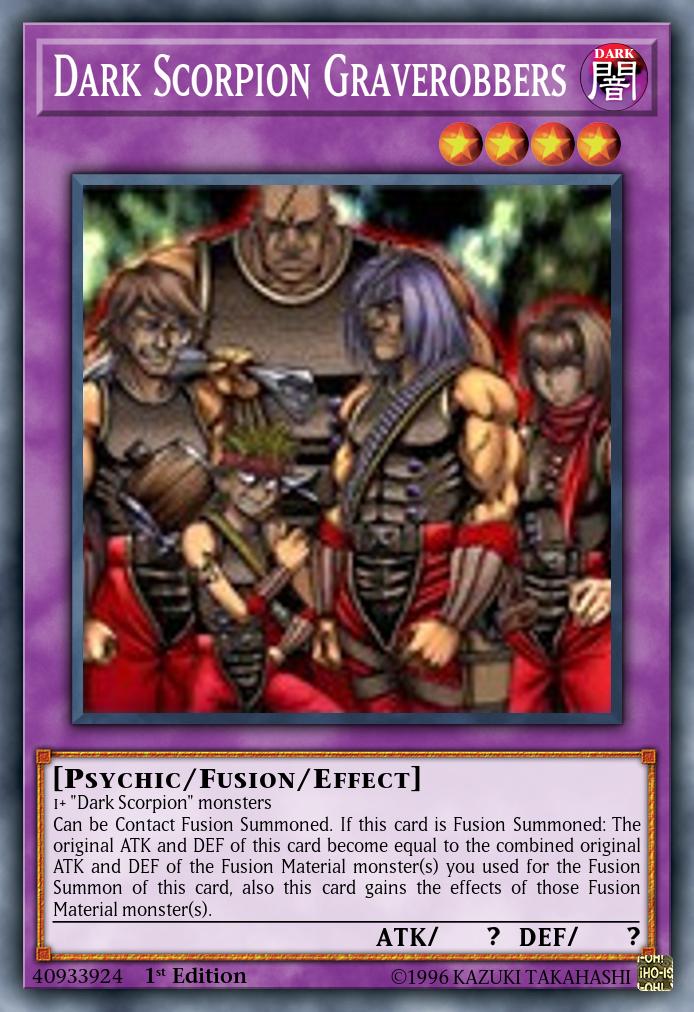 DARK SCORPION GRAVEROBBERS
DARK
闇
[PSYCHIC/FUSION/EFFECT]
1+ "Dark Scorpion" monsters
Can be Contact Fusion Summoned. If this card is Fusion Summoned: The
original ATK and DEF of this card become equal to the combined original
ATK and DEF of the Fusion Material monster(s) you used for the Fusion
Summon of this card, also this card gains the effects of those Fusion
Material monster(s).
ATK/ ? DEF/ ?
40933924 1st Edition ©1996 KAZUKI TAKAHASHI